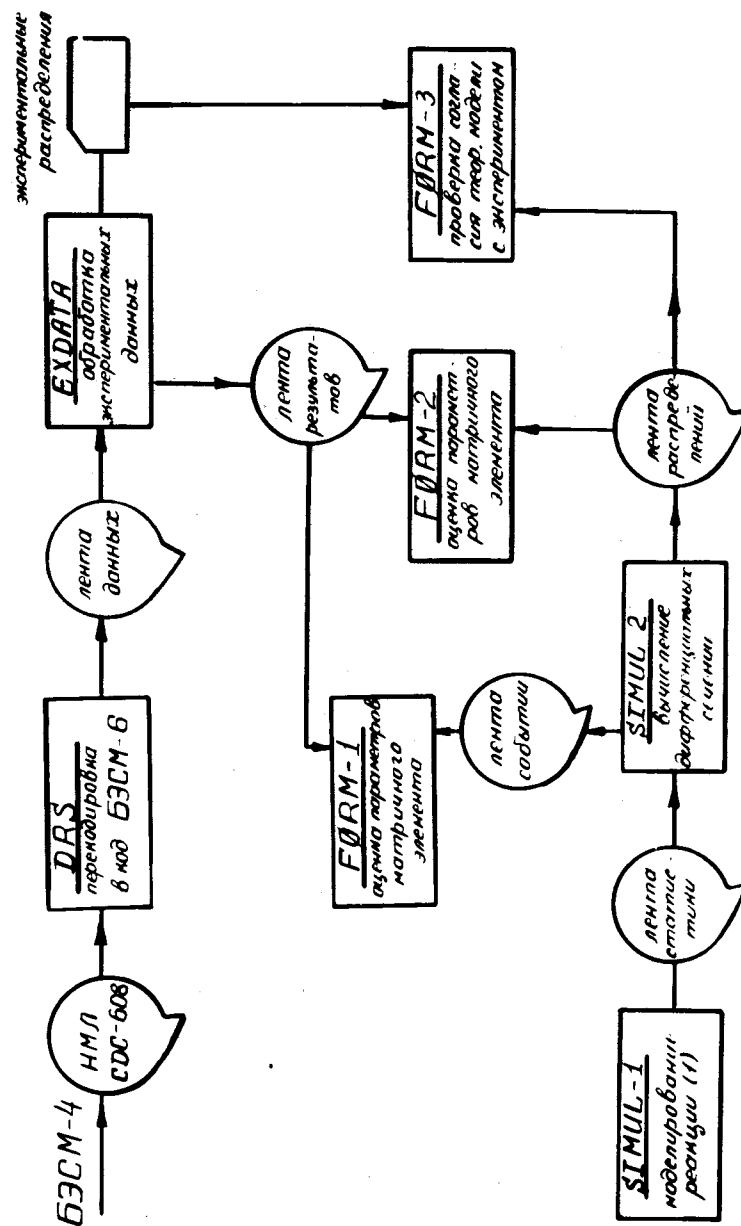 БЭСМ-4
НМЛ
CDC-608
DRS
перекодировка
в код БЭСМ-6
лента
данных
EXDATA
обработка
экспериментальных
данных
экспериментальные
распределения
лента
результа-
тов
FØRM-1
оценка параметров
матричного
элемента
FØRM-2
оценка парамет-
ров матричного
элемента
FØRM-3
проверка согла-
сия теор. модели
с экспериментом
лента
событий
SIMUL-1
моделирование
реакции (1)
лента
статис-
тики
SIMUL 2
вычисление
дифференциальных
сечений
лента
распреде-
лений